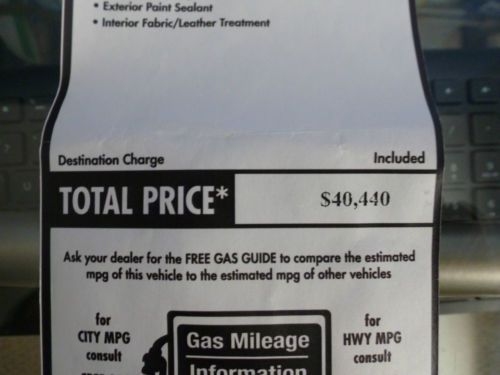 • Exterior Paint Sealant
• Interior Fabric/Leather Treatment
Destination Charge Included
TOTAL PRICE* $40,440
Ask your dealer for the FREE GAS GUIDE to compare the estimated
mpg of this vehicle to the estimated mpg of other vehicles
for
CITY MPG
consult
Gas Mileage
Information
for
HWY MPG
consult